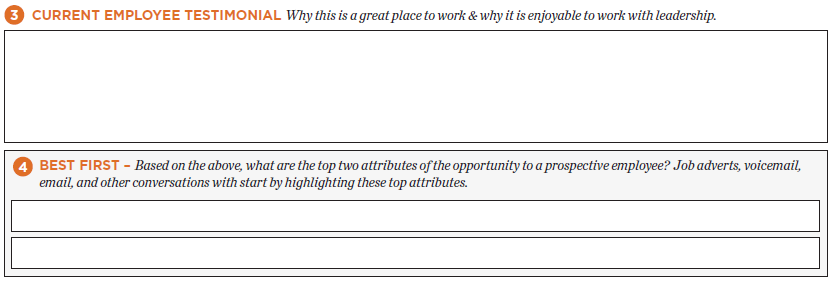 3 CURRENT EMPLOYEE TESTIMONIAL Why this is a great place to work & why it is enjoyable to work with leadership.
4 BEST FIRST – Based on the above, what are the top two attributes of the opportunity to a prospective employee? Job adverts, voicemail,
email, and other conversations with start by highlighting these top attributes.